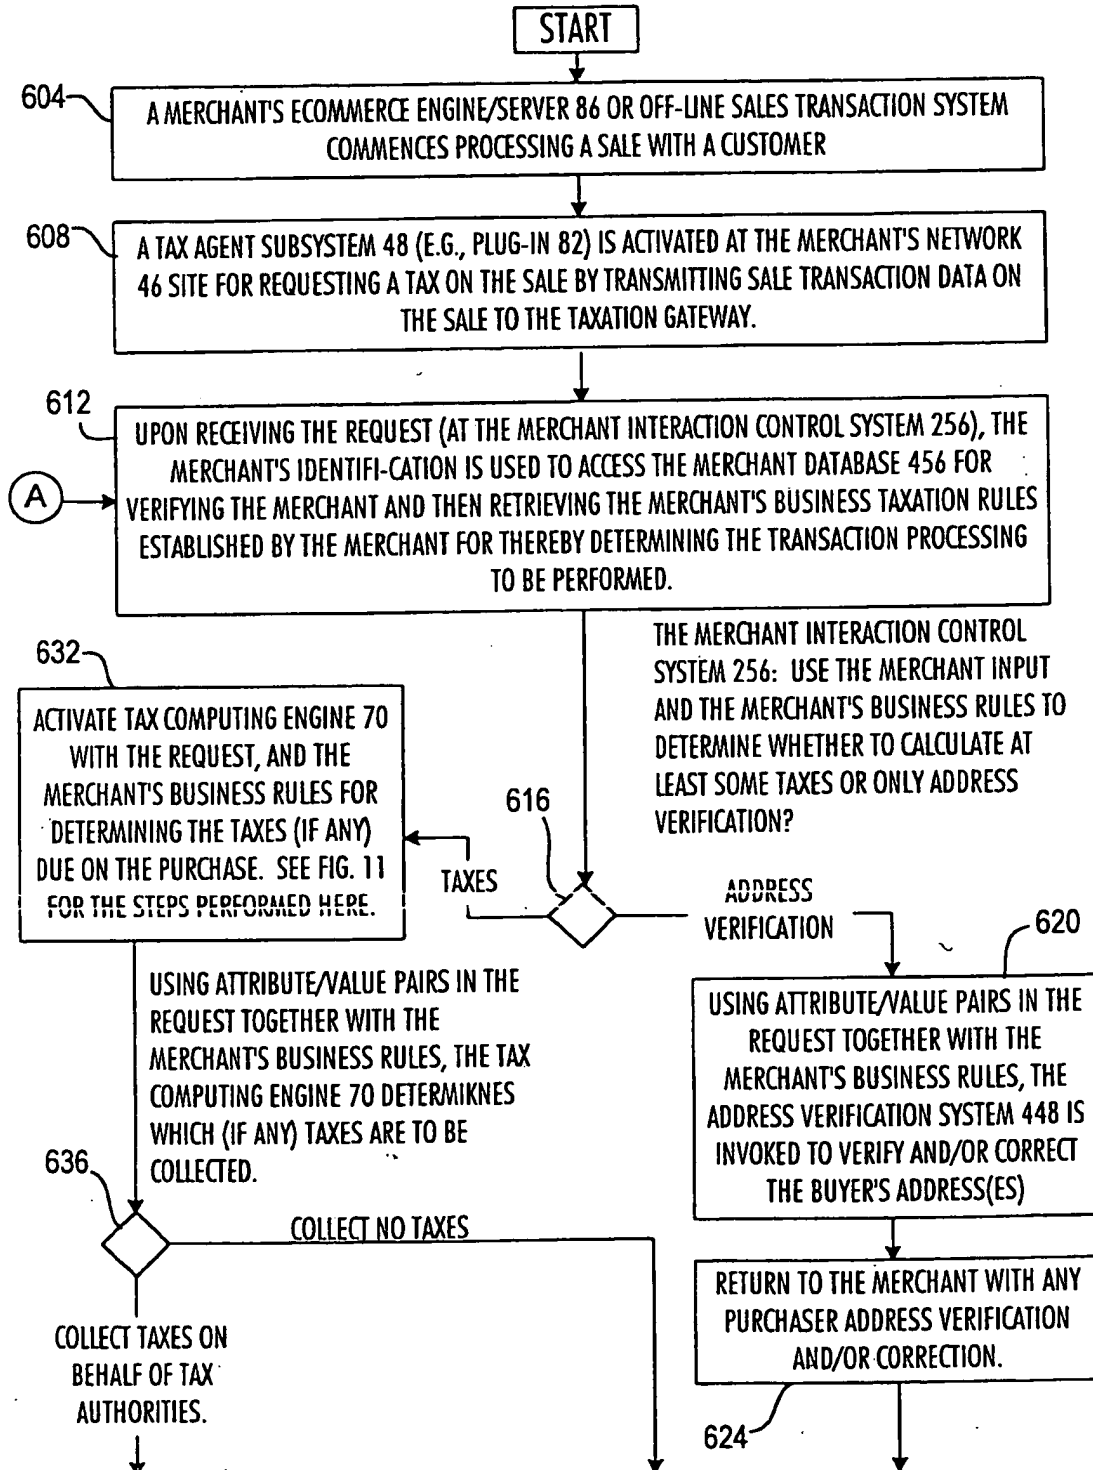 START
604
A MERCHANT'S ECOMMERCE ENGINE/SERVER 86 OR OFF-LINE SALES TRANSACTION SYSTEM
COMMENCES PROCESSING A SALE WITH A CUSTOMER
608
A TAX AGENT SUBSYSTEM 48 (E.G., PLUG-IN 82) IS ACTIVATED AT THE MERCHANT'S NETWORK
46 SITE FOR REQUESTING A TAX ON THE SALE BY TRANSMITTING SALE TRANSACTION DATA ON
THE SALE TO THE TAXATION GATEWAY.
612
UPON RECEIVING THE REQUEST (AT THE MERCHANT INTERACTION CONTROL SYSTEM 256), THE
MERCHANT'S IDENTIFI-CATION IS USED TO ACCESS THE MERCHANT DATABASE 456 FOR
VERIFYING THE MERCHANT AND THEN RETRIEVING THE MERCHANT'S BUSINESS TAXATION RULES
ESTABLISHED BY THE MERCHANT FOR THEREBY DETERMINING THE TRANSACTION PROCESSING
TO BE PERFORMED.
A
THE MERCHANT INTERACTION CONTROL
SYSTEM 256: USE THE MERCHANT INPUT
AND THE MERCHANT'S BUSINESS RULES TO
DETERMINE WHETHER TO CALCULATE AT
LEAST SOME TAXES OR ONLY ADDRESS
VERIFICATION?
632
ACTIVATE TAX COMPUTING ENGINE 70
WITH THE REQUEST, AND THE
MERCHANT'S BUSINESS RULES FOR
DETERMINING THE TAXES (IF ANY)
DUE ON THE PURCHASE. SEE FIG. 11
FOR THE STEPS PERFORMED HERE.
616
TAXES
ADDRESS
VERIFICATION
620
USING ATTRIBUTE/VALUE PAIRS IN THE
REQUEST TOGETHER WITH THE
MERCHANT'S BUSINESS RULES, THE
ADDRESS VERIFICATION SYSTEM 448 IS
INVOKED TO VERIFY AND/OR CORRECT
THE BUYER'S ADDRESS(ES)
USING ATTRIBUTE/VALUE PAIRS IN THE
REQUEST TOGETHER WITH THE
MERCHANT'S BUSINESS RULES, THE TAX
COMPUTING ENGINE 70 DETERMIKNES
WHICH (IF ANY) TAXES ARE TO BE
COLLECTED.
636
COLLECT NO TAXES
RETURN TO THE MERCHANT WITH ANY
PURCHASER ADDRESS VERIFICATION
AND/OR CORRECTION.
624
COLLECT TAXES ON
BEHALF OF TAX
AUTHORITIES.